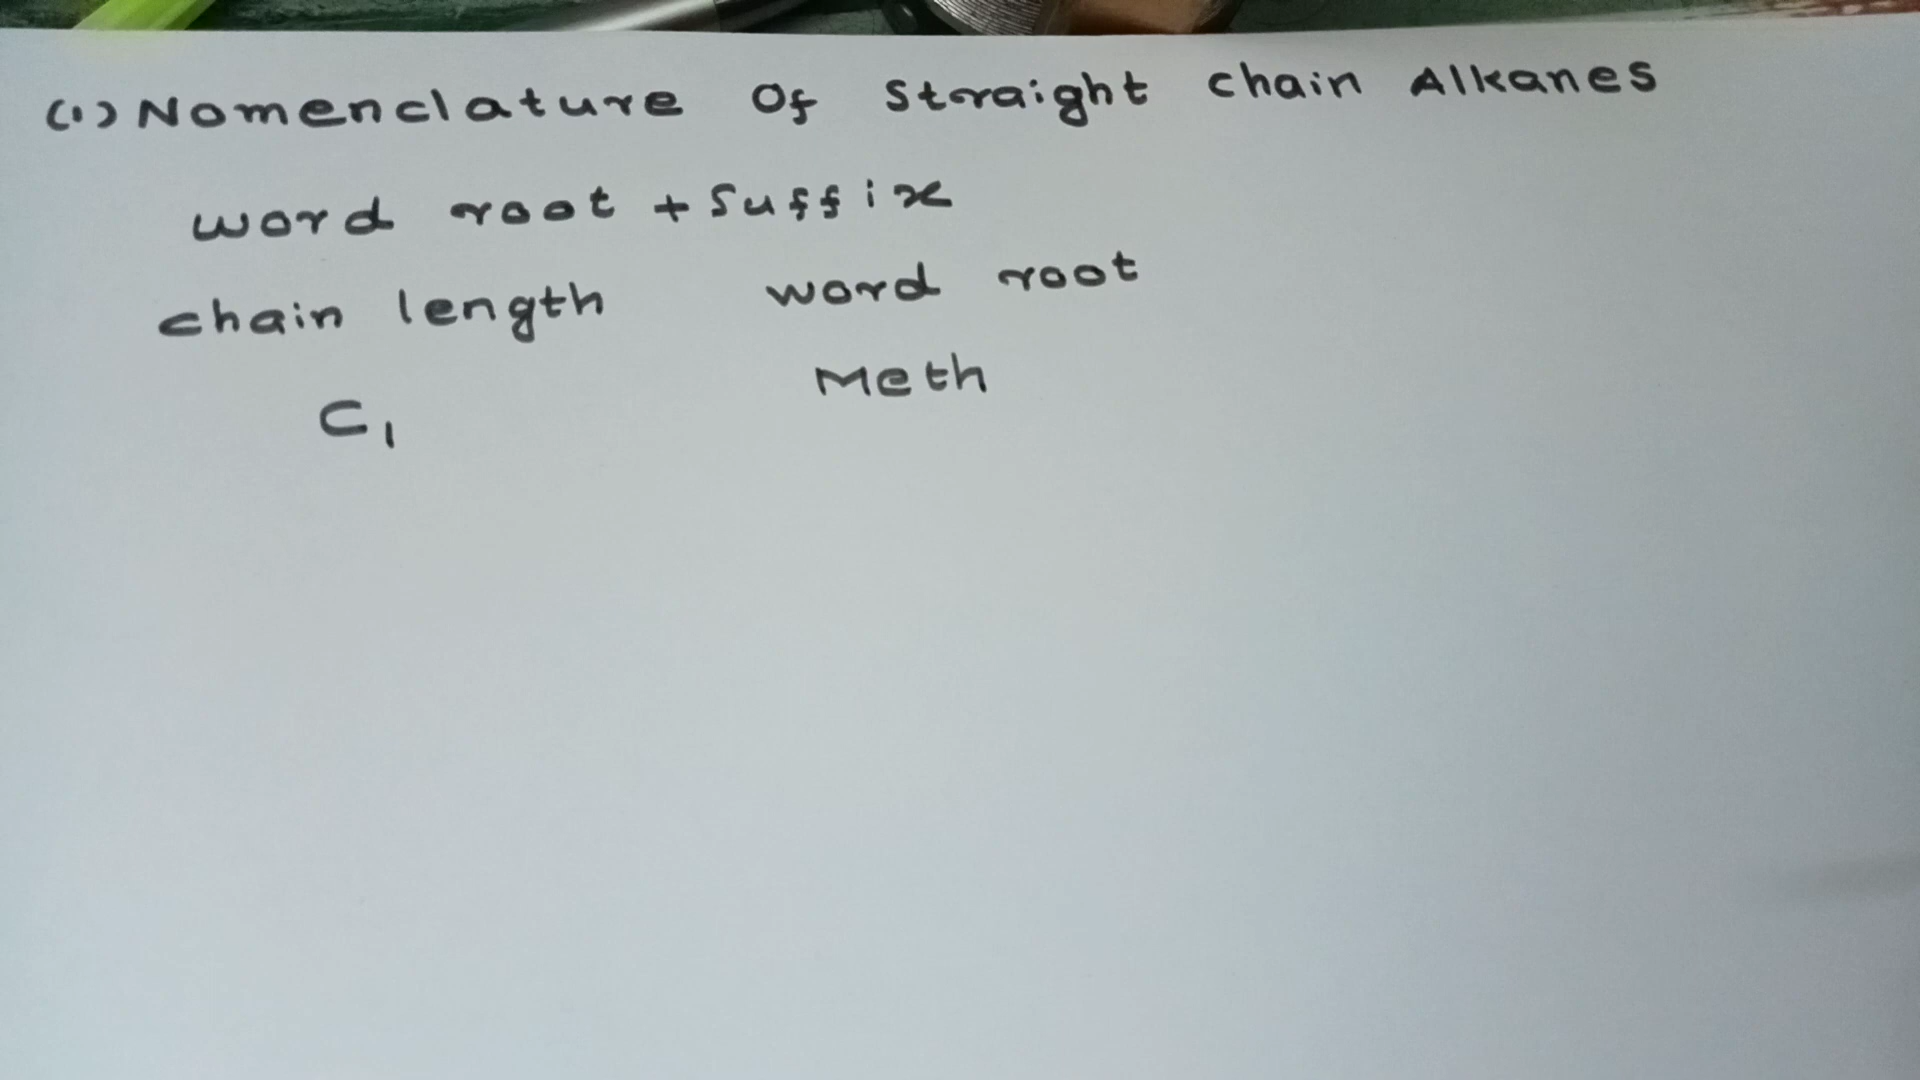 (1) Nomenclature Of Straight chain Alkanes
word root + Suffix
chain length word root
C₁ Meth